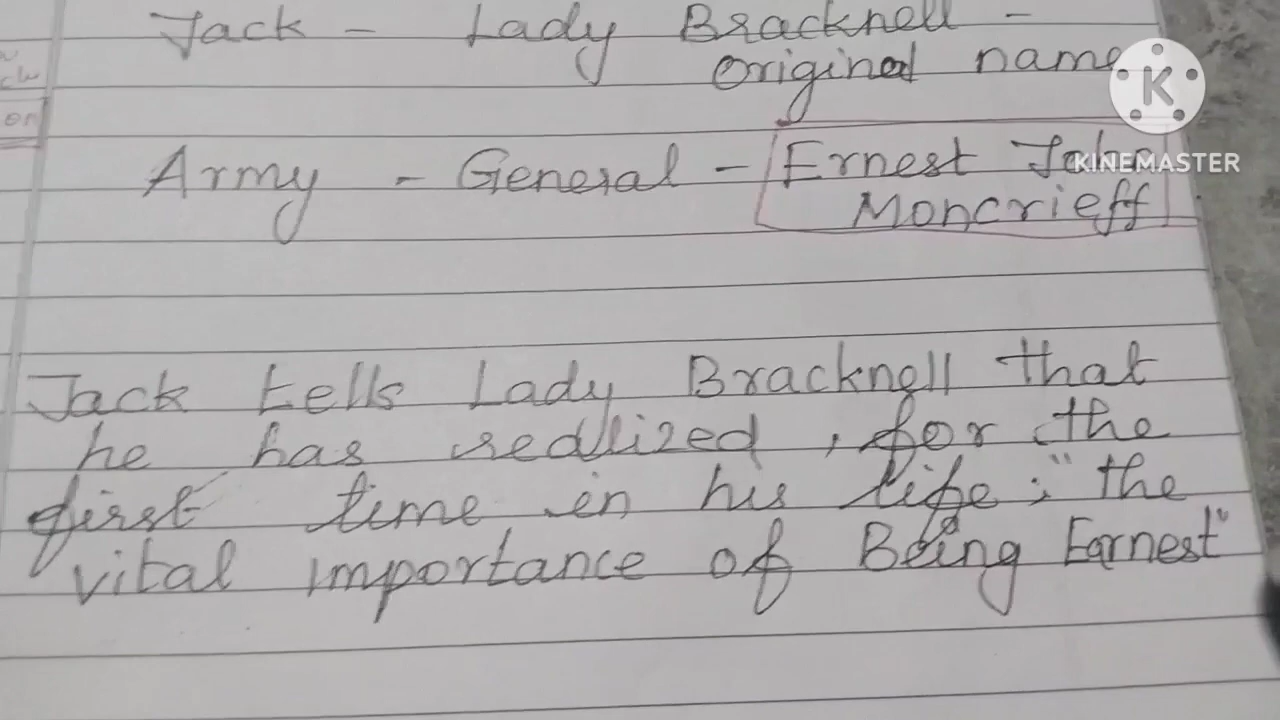 Jack - Lady Bracknell -
original name
Army - General - Ernest John
Moncrieff
KINEMASTER
Jack tells Lady Bracknell that
he has realized, for the
first time in his life, "the
vital importance of Being Earnest"